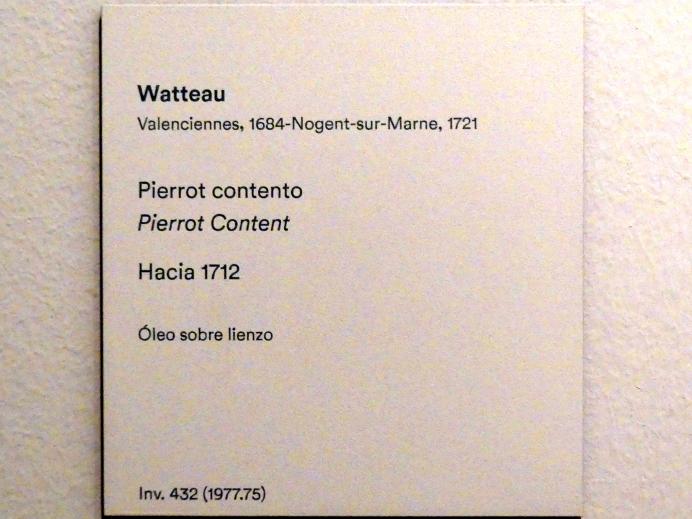 Watteau
Valenciennes, 1684-Nogent-sur-Marne, 1721
Pierrot contento
Pierrot Content
Hacia 1712
Óleo sobre lienzo
Inv. 432 (1977.75)